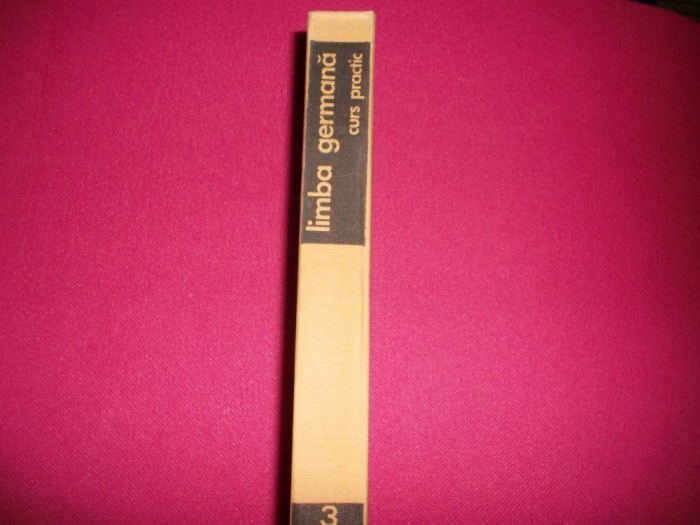 limba germană
curs practic
3